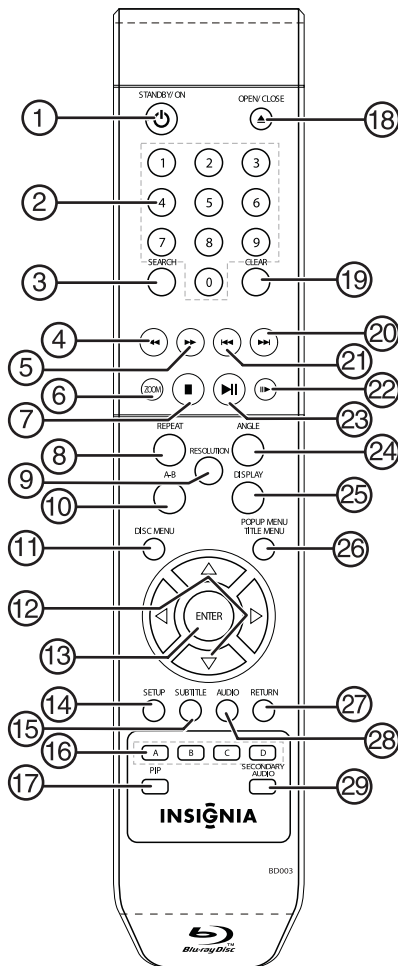 STANDBY/ ON
OPEN/ CLOSE
1
18
1 2 3
2
4 5 6
7 8 9
SEARCH
CLEAR
3
0
19
4
20
5
21
6
ZOOM
22
7
23
REPEAT
ANGLE
8
RESOLUTION
24
9
A-B
DISPLAY
10
25
DISC MENU
POPUP MENU
TITLE MENU
11
26
12
ENTER
13
SETUP
SUBTITLE
AUDIO
RETURN
14
27
15
28
16
A B C D
PIP
SECONDARY
AUDIO
17
29
INSIGNIA
BD003
Blu-ray Disc
TM